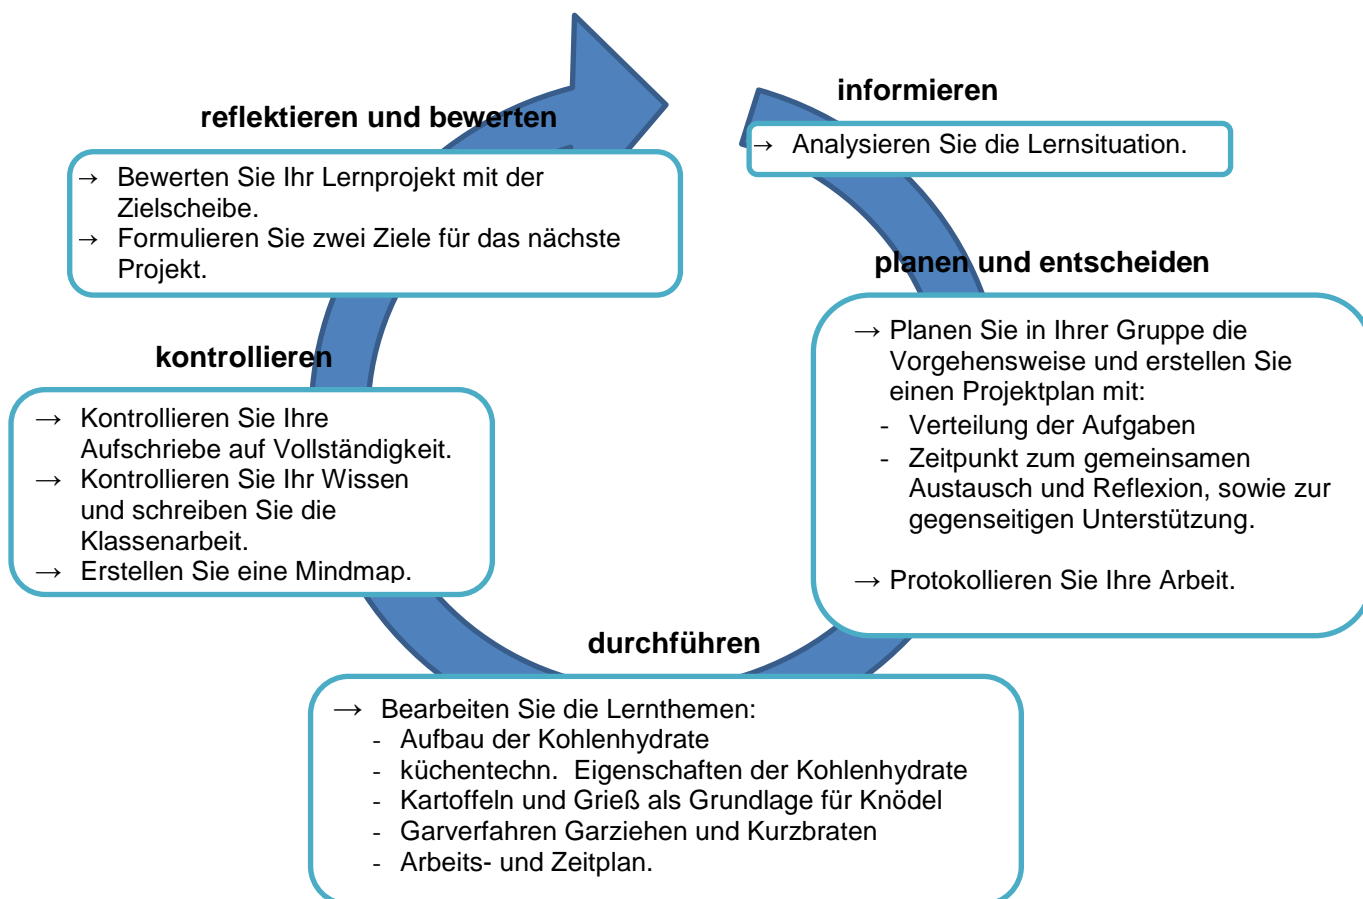 informieren
→ Analysieren Sie die Lernsituation.
planen und entscheiden
→ Planen Sie in Ihrer Gruppe die
Vorgehensweise und erstellen Sie
einen Projektplan mit:
- Verteilung der Aufgaben
- Zeitpunkt zum gemeinsamen
Austausch und Reflexion, sowie zur
gegenseitigen Unterstützung.
→ Protokollieren Sie Ihre Arbeit.
durchführen
→ Bearbeiten Sie die Lernthemen:
- Aufbau der Kohlenhydrate
- küchentechn. Eigenschaften der Kohlenhydrate
- Kartoffeln und Grieß als Grundlage für Knödel
- Garverfahren Garziehen und Kurzbraten
- Arbeits- und Zeitplan.
kontrollieren
→ Kontrollieren Sie Ihre
Aufschriebe auf Vollständigkeit.
→ Kontrollieren Sie Ihr Wissen
und schreiben Sie die
Klassenarbeit.
→ Erstellen Sie eine Mindmap.
reflektieren und bewerten
→ Bewerten Sie Ihr Lernprojekt mit der
Zielscheibe.
→ Formulieren Sie zwei Ziele für das nächste
Projekt.